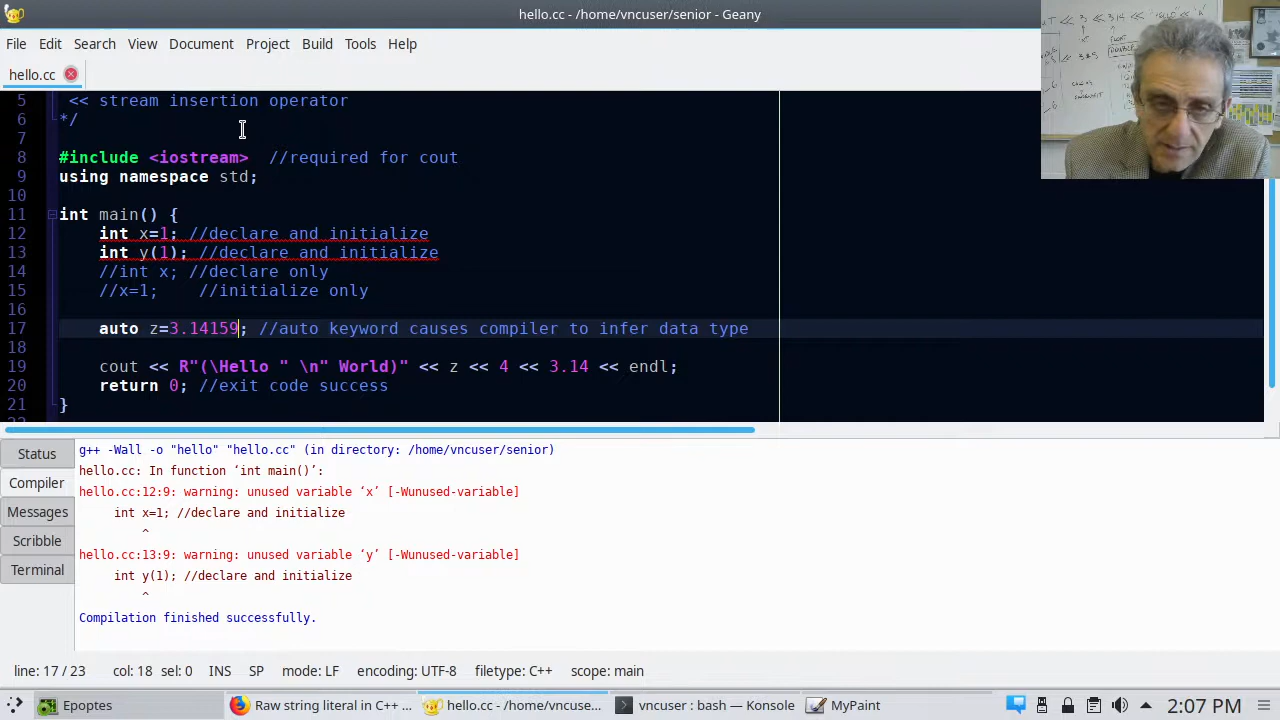 hello.cc - /home/vncuser/senior - Geany
File Edit Search View Document Project Build Tools Help
hello.cc
5 << stream insertion operator
6 */
7
8 #include <iostream>  //required for cout
9 using namespace std;
10
11 int main() {
12 int x=1; //declare and initialize
13 int y(1); //declare and initialize
14 //int x; //declare only
15 //x=1;    //initialize only
16
17 auto z=3.14159; //auto keyword causes compiler to infer data type
18
19 cout << R"(\Hello " \n" World)" << z << 4 << 3.14 << endl;
20 return 0; //exit code success
21 }
Status
Compiler
Messages
Scribble
Terminal
g++ -Wall -o "hello" "hello.cc" (in directory: /home/vncuser/senior)
hello.cc: In function ‘int main()’:
hello.cc:12:9: warning: unused variable ‘x’ [-Wunused-variable]
int x=1; //declare and initialize
^
hello.cc:13:9: warning: unused variable ‘y’ [-Wunused-variable]
int y(1); //declare and initialize
^
Compilation finished successfully.
line: 17 / 23 col: 18 sel: 0 INS SP mode: LF encoding: UTF-8 filetype: C++ scope: main
Epoptes Raw string literal in C++ ... hello.cc - /home/vncuse... vncuser : bash — Konsole MyPaint 2:07 PM